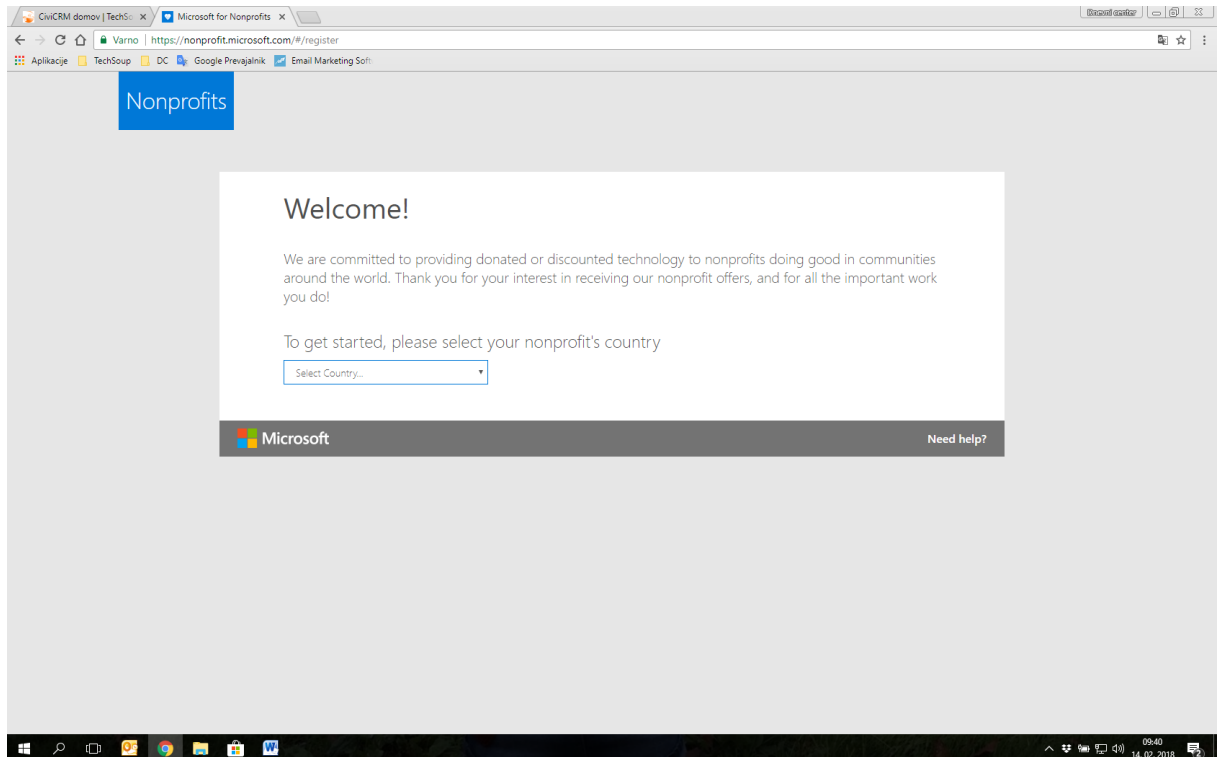 CiviCRM domov | TechSo
Microsoft for Nonprofits
Dnevni center
Varno | https://nonprofit.microsoft.com/#/register
Aplikacije TechSoup DC Google Prevajalnik Email Marketing Soft
Nonprofits
Welcome!
We are committed to providing donated or discounted technology to nonprofits doing good in communities
around the world. Thank you for your interest in receiving our nonprofit offers, and for all the important work
you do!
To get started, please select your nonprofit's country
Select Country...
Microsoft
Need help?
09:40
14. 02. 2018